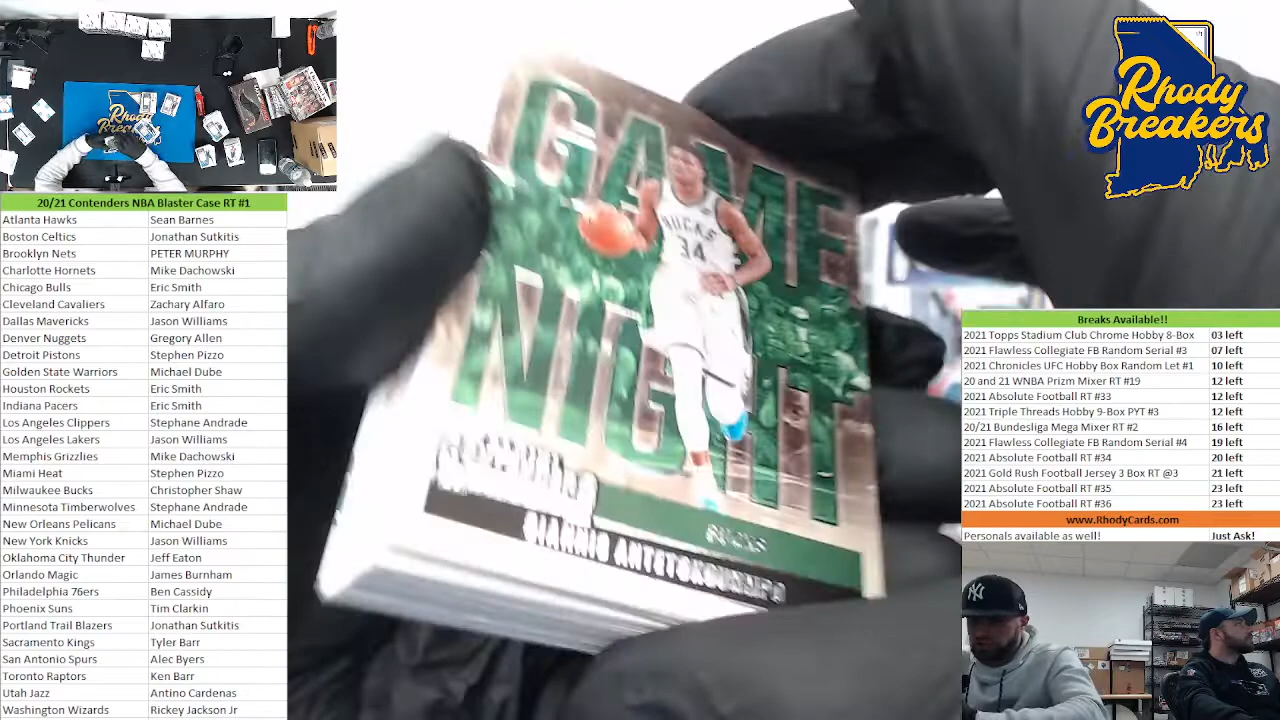 20/21 Contenders NBA Blaster Case RT #1
Atlanta Hawks Sean Barnes
Boston Celtics Jonathan Sutkitis
Brooklyn Nets PETER MURPHY
Charlotte Hornets Mike Dachowski
Chicago Bulls Eric Smith
Cleveland Cavaliers Zachary Alfaro
Dallas Mavericks Jason Williams
Denver Nuggets Gregory Allen
Detroit Pistons Stephen Pizzo
Golden State Warriors Michael Dube
Houston Rockets Eric Smith
Indiana Pacers Eric Smith
Los Angeles Clippers Stephane Andrade
Los Angeles Lakers Jason Williams
Memphis Grizzlies Mike Dachowski
Miami Heat Stephen Pizzo
Milwaukee Bucks Christopher Shaw
Minnesota Timberwolves Stephane Andrade
New Orleans Pelicans Michael Dube
New York Knicks Jason Williams
Oklahoma City Thunder Jeff Eaton
Orlando Magic James Burnham
Philadelphia 76ers Ben Cassidy
Phoenix Suns Tim Clarkin
Portland Trail Blazers Jonathan Sutkitis
Sacramento Kings Tyler Barr
San Antonio Spurs Alec Byers
Toronto Raptors Ken Barr
Utah Jazz Antino Cardenas
Washington Wizards Rickey Jackson Jr
GAME
NIGHT
BUCKS
34
BUCKS
GIANNIS ANTETOKOUNMPO
Rhody
Breakers
Rhody
Breakers
Breaks Available!!
2021 Topps Stadium Club Chrome Hobby 8-Box 03 left
2021 Flawless Collegiate FB Random Serial #3 07 left
2021 Chronicles UFC Hobby Box Random Let #1 10 left
20 and 21 WNBA Prizm Mixer RT #19 12 left
2021 Absolute Football RT #33 12 left
2021 Triple Threads Hobby 9-Box PYT #3 12 left
20/21 Bundesliga Mega Mixer RT #2 16 left
2021 Flawless Collegiate FB Random Serial #4 19 left
2021 Absolute Football RT #34 20 left
2021 Gold Rush Football Jersey 3 Box RT @3 21 left
2021 Absolute Football RT #35 23 left
2021 Absolute Football RT #36 23 left
www.RhodyCards.com
Personals available as well! Just Ask!